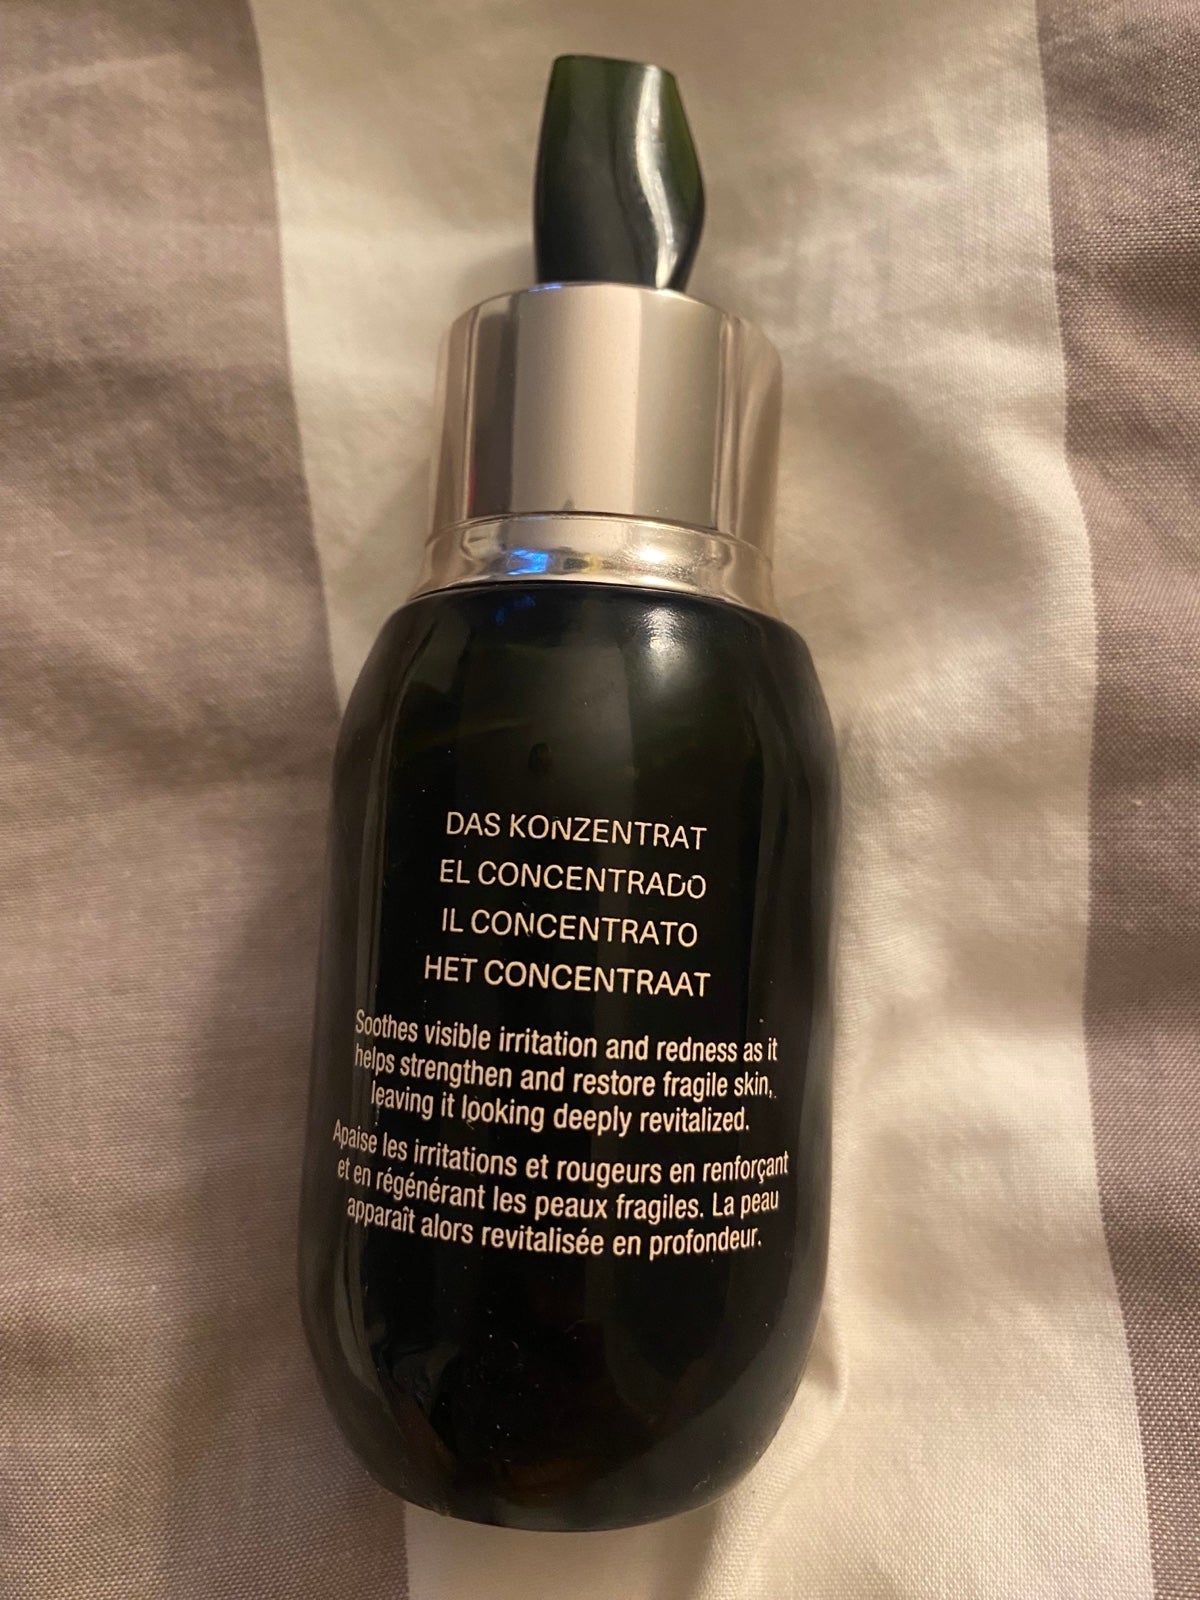 DAS KONZENTRAT
EL CONCENTRADO
IL CONCENTRATO
HET CONCENTRAAT
Soothes visible irritation and redness as it
helps strengthen and restore fragile skin,
leaving it looking deeply revitalized.
Apaise les irritations et rougeurs en renforçant
et en régénérant les peaux fragiles. La peau
apparaît alors revitalisée en profondeur.